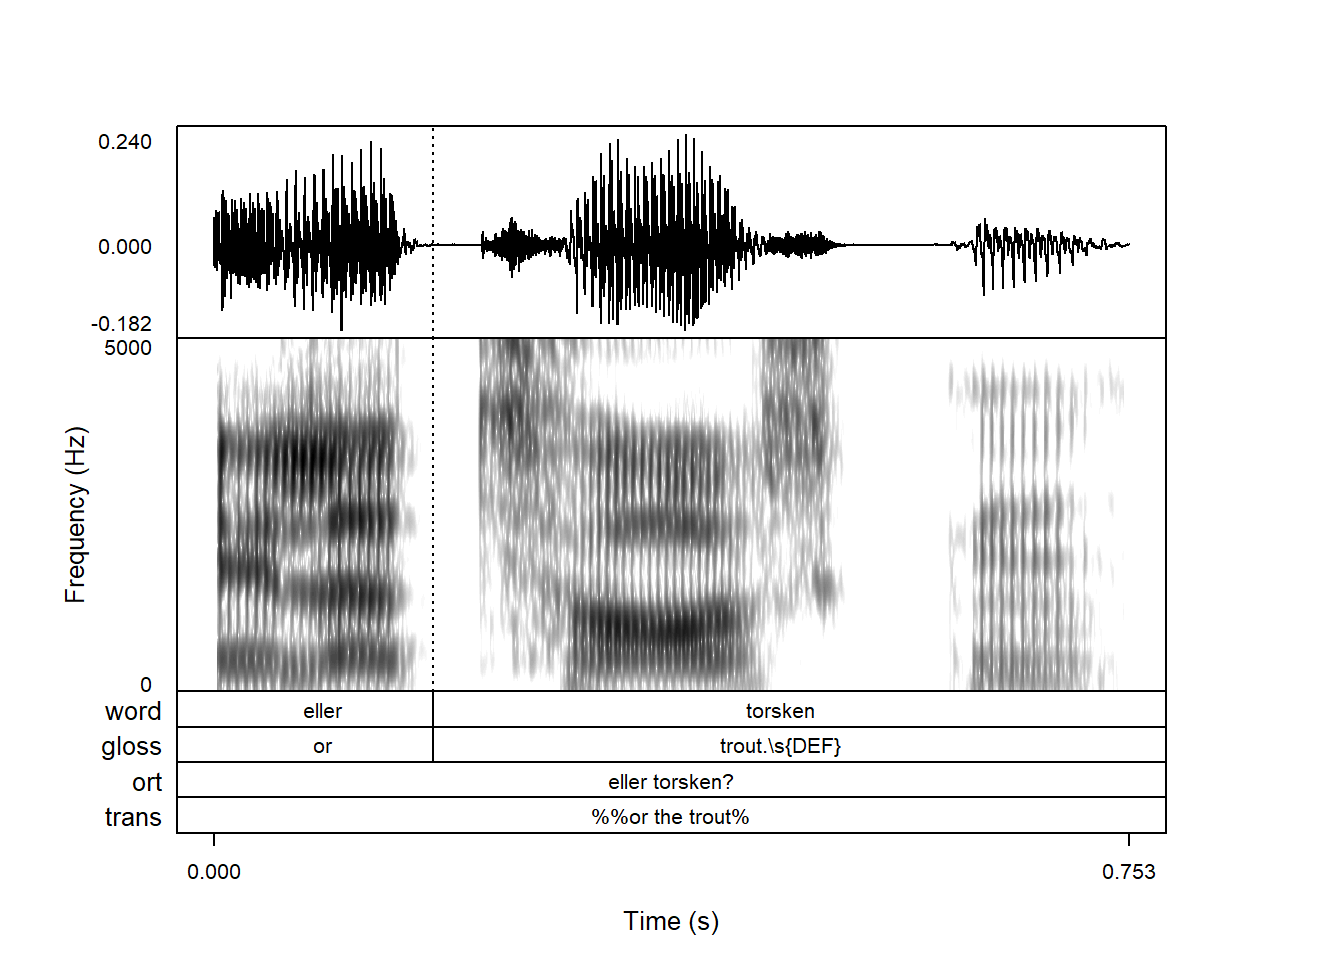 0.240
0.000
-0.182
5000
Frequency (Hz)
0
word eller torsken
gloss or trout.\s{DEF}
ort eller torsken?
trans %%or the trout%
0.000 0.753
Time (s)